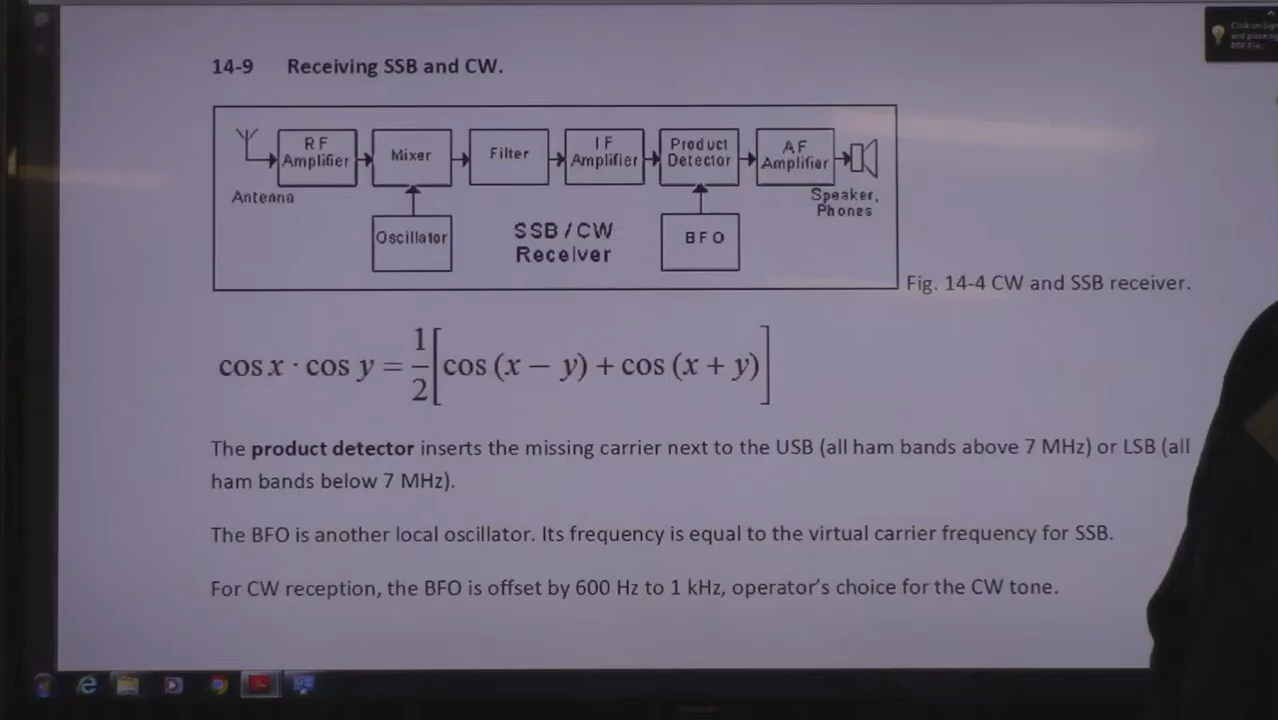 14-9 Receiving SSB and CW.
RF Amplifier
Mixer
Filter
IF Amplifier
Product Detector
AF Amplifier
Antenna
Speaker, Phones
Oscillator
SSB / CW Receiver
BFO
Fig. 14-4 CW and SSB receiver.
cos x · cos y = 1/2 [cos (x − y) + cos (x + y)]
The product detector inserts the missing carrier next to the USB (all ham bands above 7 MHz) or LSB (all
ham bands below 7 MHz).
The BFO is another local oscillator. Its frequency is equal to the virtual carrier frequency for SSB.
For CW reception, the BFO is offset by 600 Hz to 1 kHz, operator's choice for the CW tone.